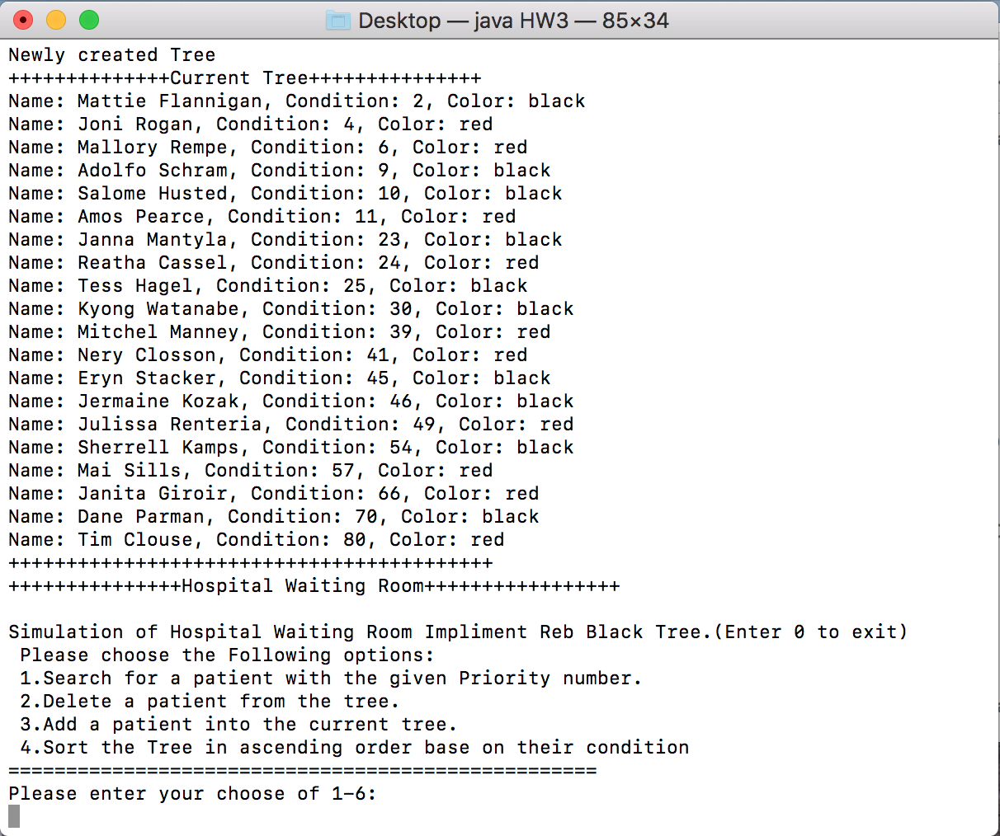 Desktop — java HW3 — 85×34
Newly created Tree
++++++++++++++Current Tree+++++++++++++++
Name: Mattie Flannigan, Condition: 2, Color: black
Name: Joni Rogan, Condition: 4, Color: red
Name: Mallory Rempe, Condition: 6, Color: red
Name: Adolfo Schram, Condition: 9, Color: black
Name: Salome Husted, Condition: 10, Color: black
Name: Amos Pearce, Condition: 11, Color: red
Name: Janna Mantyla, Condition: 23, Color: black
Name: Reatha Cassel, Condition: 24, Color: red
Name: Tess Hagel, Condition: 25, Color: black
Name: Kyong Watanabe, Condition: 30, Color: black
Name: Mitchel Manney, Condition: 39, Color: red
Name: Nery Closson, Condition: 41, Color: red
Name: Eryn Stacker, Condition: 45, Color: black
Name: Jermaine Kozak, Condition: 46, Color: black
Name: Julissa Renteria, Condition: 49, Color: red
Name: Sherrell Kamps, Condition: 54, Color: black
Name: Mai Sills, Condition: 57, Color: red
Name: Janita Giroir, Condition: 66, Color: red
Name: Dane Parman, Condition: 70, Color: black
Name: Tim Clouse, Condition: 80, Color: red
++++++++++++++++++++++++++++++++++++++++++
+++++++++++++++Hospital Waiting Room+++++++++++++++++
Simulation of Hospital Waiting Room Impliment Reb Black Tree.(Enter 0 to exit)
Please choose the Following options:
1.Search for a patient with the given Priority number.
2.Delete a patient from the tree.
3.Add a patient into the current tree.
4.Sort the Tree in ascending order base on their condition
===================================================
Please enter your choose of 1-6: